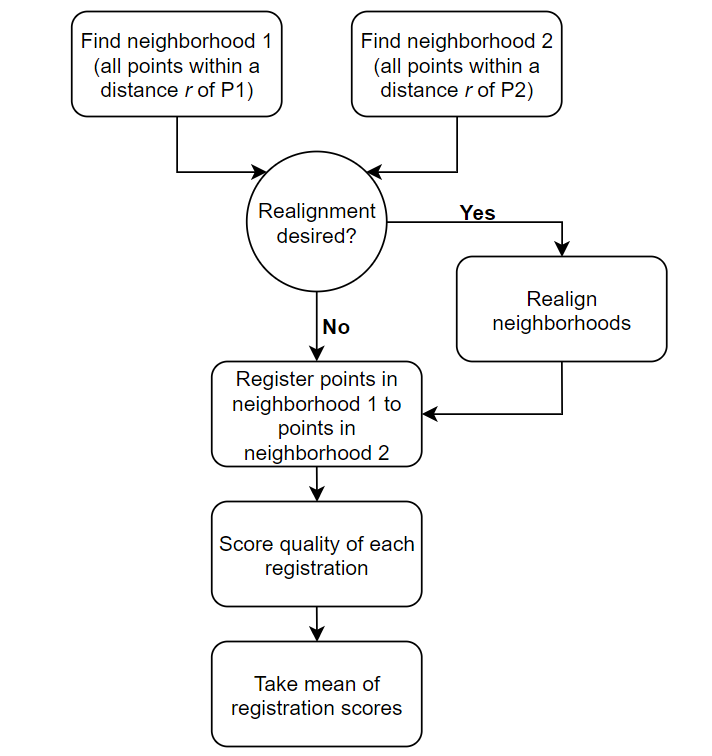 Find neighborhood 1
(all points within a
distance r of P1)
Find neighborhood 2
(all points within a
distance r of P2)
Realignment
desired?
Yes
Realign
neighborhoods
No
Register points in
neighborhood 1 to
points in
neighborhood 2
Score quality of each
registration
Take mean of
registration scores